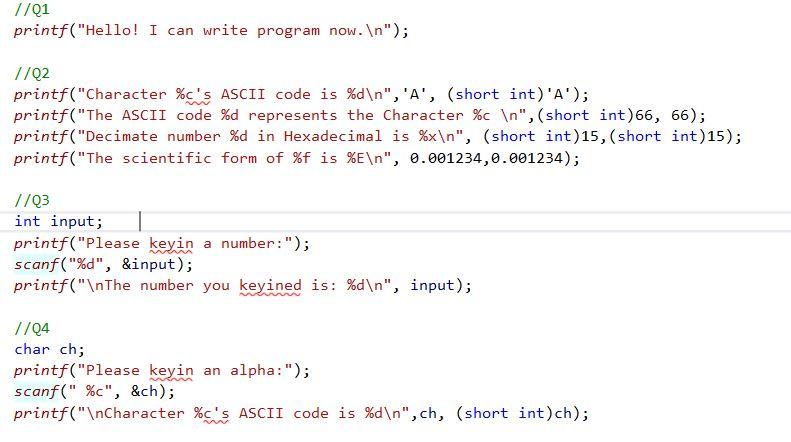 //Q1
printf("Hello! I can write program now.\n");
//Q2
printf("Character %c's ASCII code is %d\n",'A', (short int)'A');
printf("The ASCII code %d represents the Character %c \n",(short int)66, 66);
printf("Decimate number %d in Hexadecimal is %x\n", (short int)15,(short int)15);
printf("The scientific form of %f is %E\n", 0.001234,0.001234);
//Q3
int input;
printf("Please keyin a number:");
scanf("%d", &input);
printf("\nThe number you keyined is: %d\n", input);
//Q4
char ch;
printf("Please keyin an alpha:");
scanf(" %c", &ch);
printf("\nCharacter %c's ASCII code is %d\n",ch, (short int)ch);